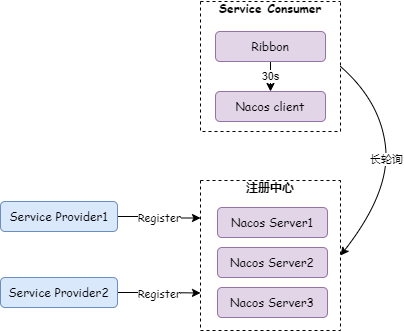 Service Consumer
Ribbon
30s
Nacos client
长轮询
注册中心
Service Provider1
Register
Nacos Server1
Nacos Server2
Service Provider2
Register
Nacos Server3